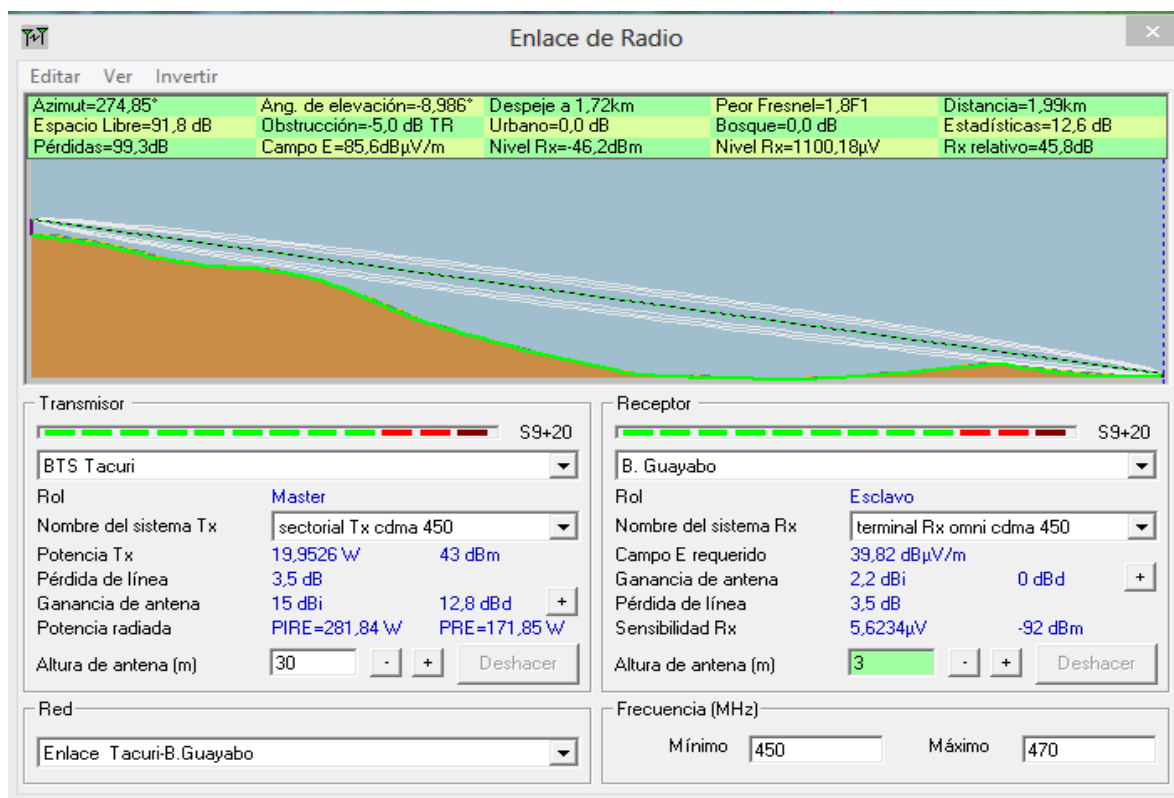 Enlace de Radio
Editar Ver Invertir
Azimut=274,85° Ang. de elevación=-8,986° Despeje a 1,72km Peor Fresnel=1,8F1 Distancia=1,99km
Espacio Libre=91,8 dB Obstrucción=-5,0 dB TR Urbano=0,0 dB Bosque=0,0 dB Estadísticas=12,6 dB
Pérdidas=99,3dB Campo E=85,6dBµV/m Nivel Rx=-46,2dBm Nivel Rx=1100,18µV Rx relativo=45,8dB
Transmisor
S9+20
BTS Tacuri
Rol Master
Nombre del sistema Tx sectorial Tx cdma 450
Potencia Tx 19,9526 W 43 dBm
Pérdida de línea 3,5 dB
Ganancia de antena 15 dBi 12,8 dBd +
Potencia radiada PIRE=281,84 W PRE=171,85 W
Altura de antena (m) 30 - + Deshacer
Receptor
S9+20
B. Guayabo
Rol Esclavo
Nombre del sistema Rx terminal Rx omni cdma 450
Campo E requerido 39,82 dBµV/m
Ganancia de antena 2,2 dBi 0 dBd +
Pérdida de línea 3,5 dB
Sensibilidad Rx 5,6234µV -92 dBm
Altura de antena (m) 3 - + Deshacer
Red
Enlace Tacuri-B.Guayabo
Frecuencia (MHz)
Mínimo 450 Máximo 470